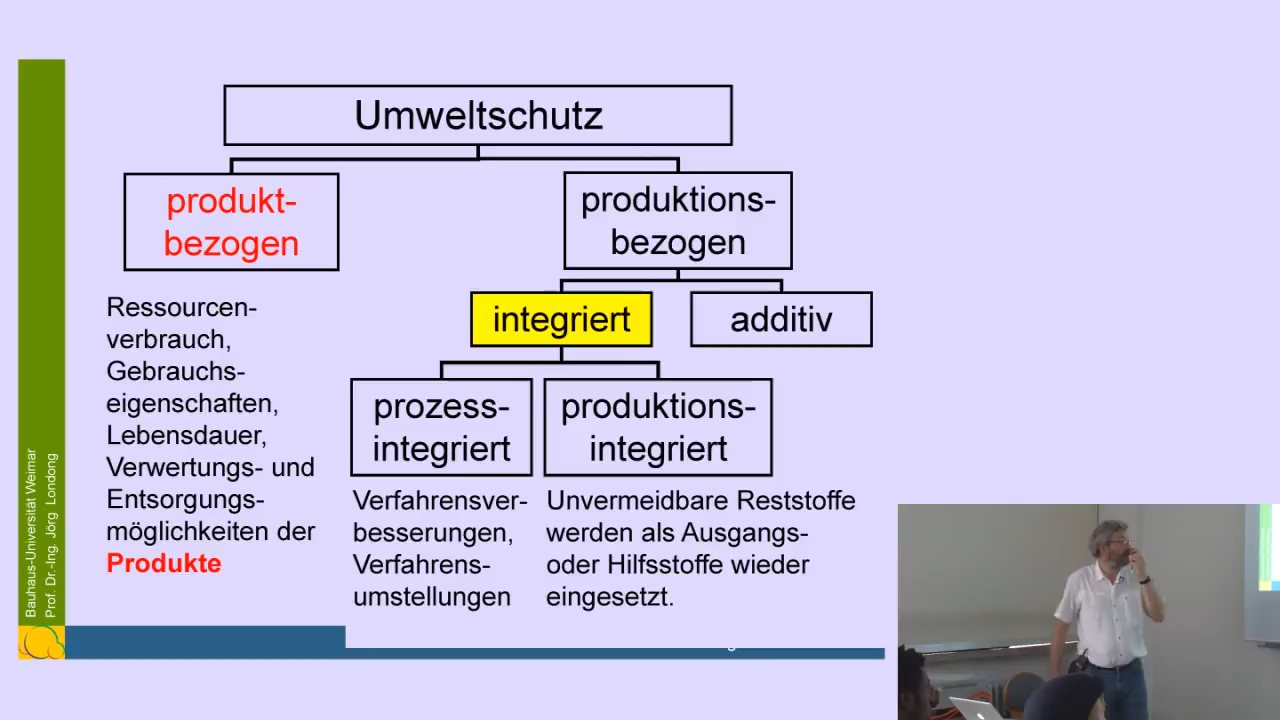 Umweltschutz
produkt-
bezogen
produktions-
bezogen
integriert
additiv
prozess-
integriert
produktions-
integriert
Ressourcen-
verbrauch,
Gebrauchs-
eigenschaften,
Lebensdauer,
Verwertungs- und
Entsorgungs-
möglichkeiten der
Produkte
Verfahrensver-
besserungen,
Verfahrens-
umstellungen
Unvermeidbare Reststoffe
werden als Ausgangs-
oder Hilfsstoffe wieder
eingesetzt.
Bauhaus-Universität Weimar
Prof. Dr.-Ing. Jörg Londong